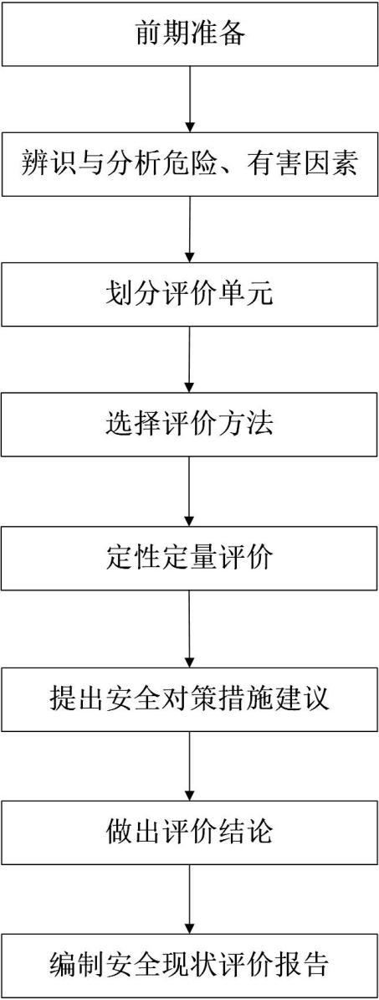 前期准备
辨识与分析危险、有害因素
划分评价单元
选择评价方法
定性定量评价
提出安全对策措施建议
做出评价结论
编制安全现状评价报告